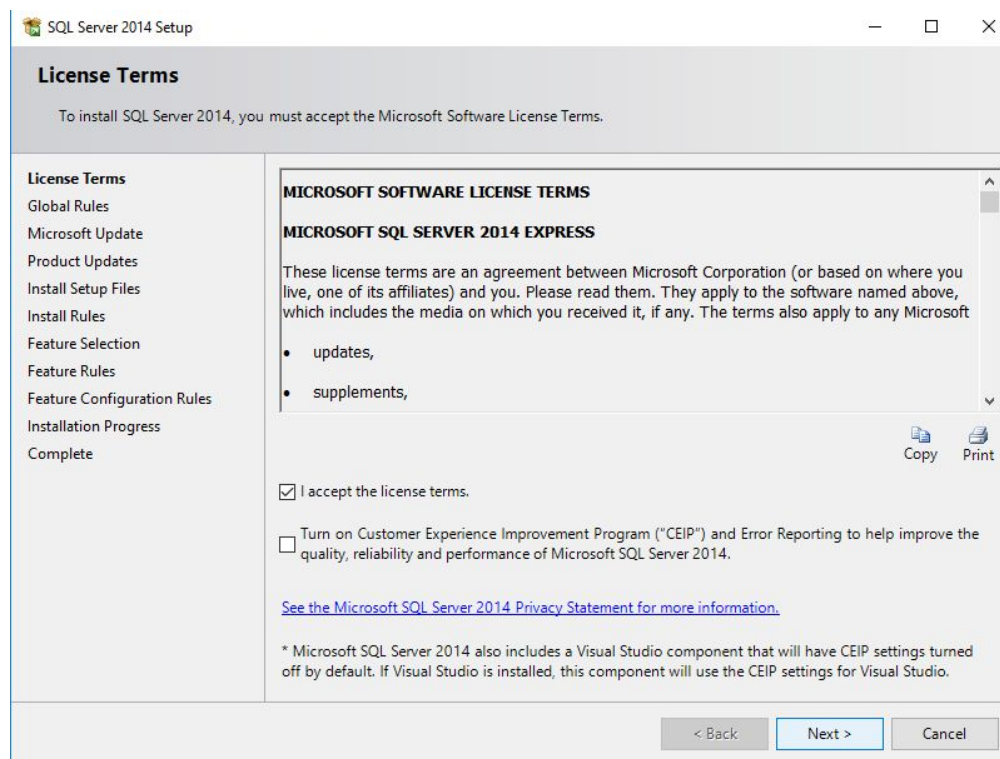 SQL Server 2014 Setup
License Terms
To install SQL Server 2014, you must accept the Microsoft Software License Terms.
License Terms
Global Rules
Microsoft Update
Product Updates
Install Setup Files
Install Rules
Feature Selection
Feature Rules
Feature Configuration Rules
Installation Progress
Complete
MICROSOFT SOFTWARE LICENSE TERMS
MICROSOFT SQL SERVER 2014 EXPRESS
These license terms are an agreement between Microsoft Corporation (or based on where you
live, one of its affiliates) and you. Please read them. They apply to the software named above,
which includes the media on which you received it, if any. The terms also apply to any Microsoft
• updates,
• supplements,
Copy Print
I accept the license terms.
Turn on Customer Experience Improvement Program ("CEIP") and Error Reporting to help improve the
quality, reliability and performance of Microsoft SQL Server 2014.
See the Microsoft SQL Server 2014 Privacy Statement for more information.
* Microsoft SQL Server 2014 also includes a Visual Studio component that will have CEIP settings turned
off by default. If Visual Studio is installed, this component will use the CEIP settings for Visual Studio.
< Back Next > Cancel